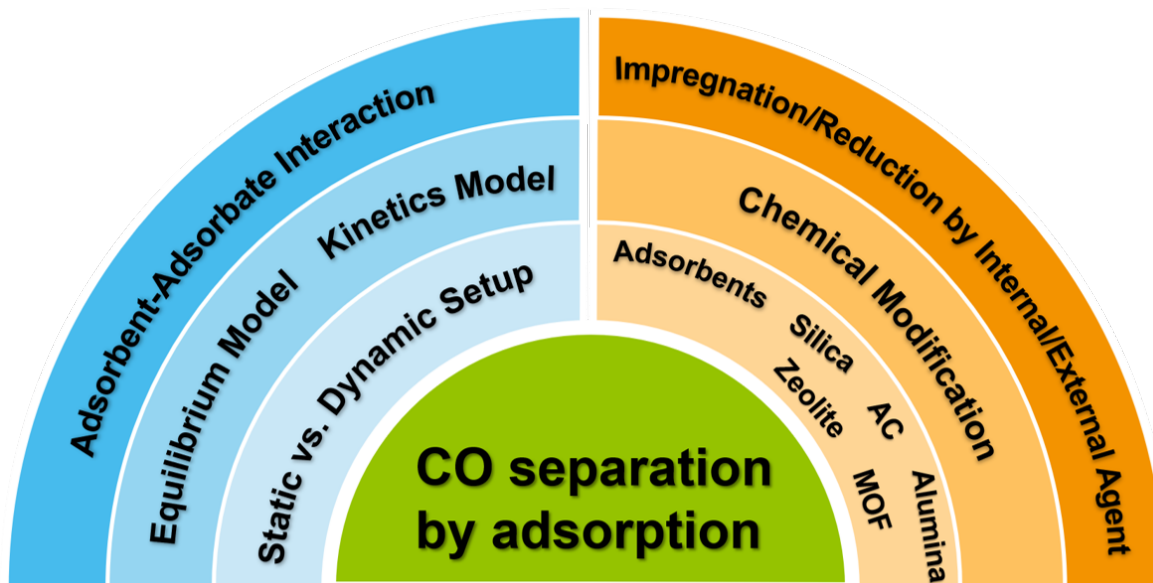 Adsorbent-Adsorbate Interaction
Equilibrium Model
Kinetics Model
Static vs. Dynamic Setup
Impregnation/Reduction by Internal/External Agent
Chemical Modification
Adsorbents
Silica
Zeolite
AC
MOF
Alumina
CO separation
by adsorption